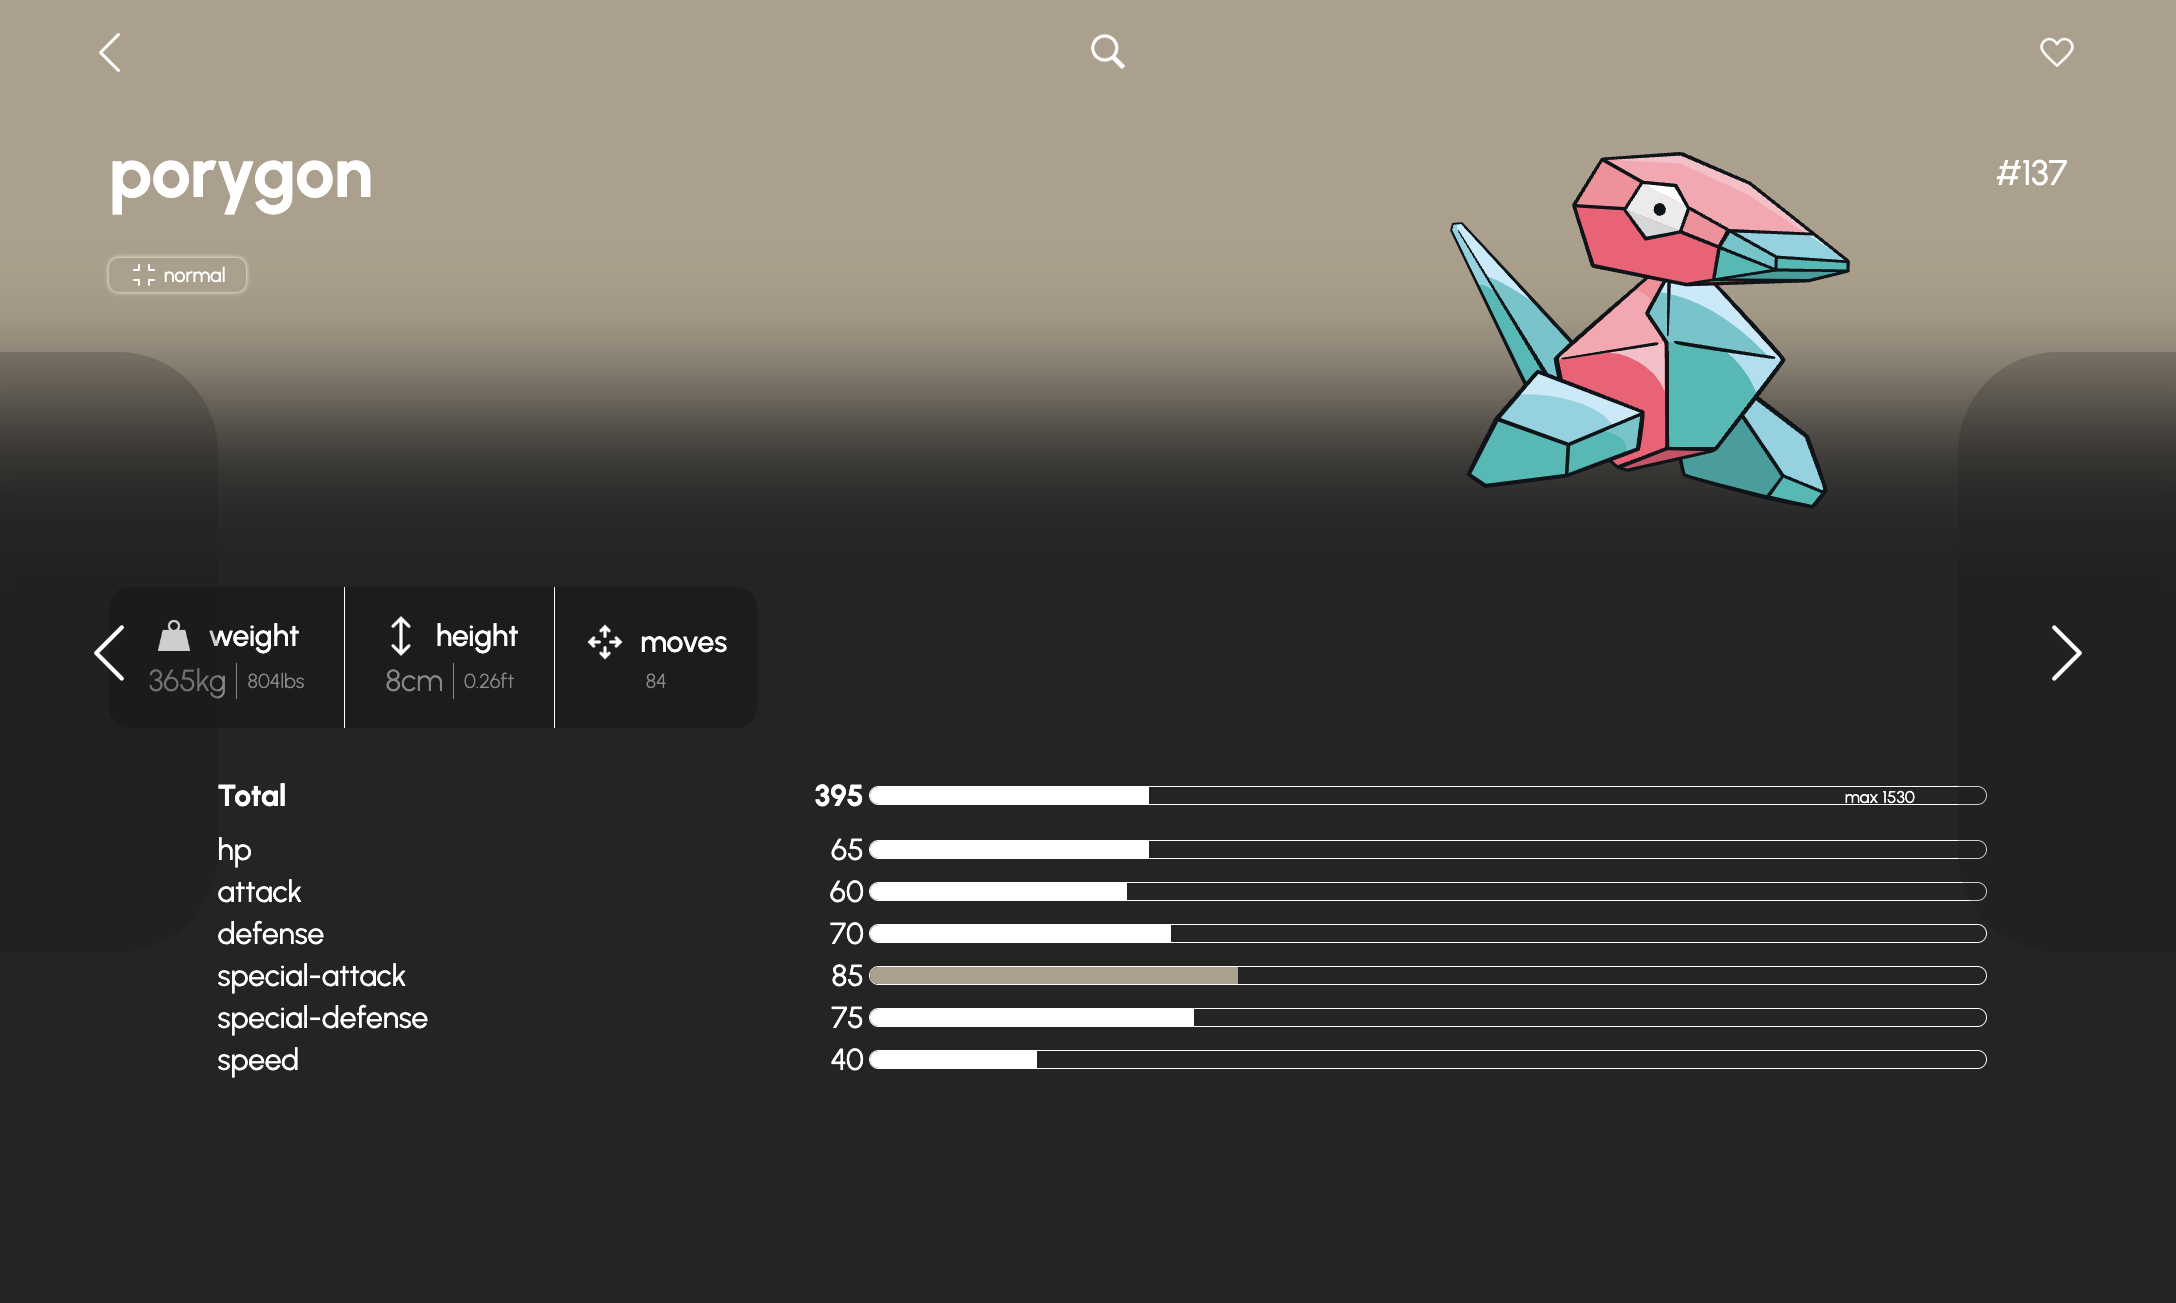 porygon
#137
normal
weight
365kg 804lbs
height
8cm 0.26ft
moves
84
Total 395 max 1530
hp 65
attack 60
defense 70
special-attack 85
special-defense 75
speed 40